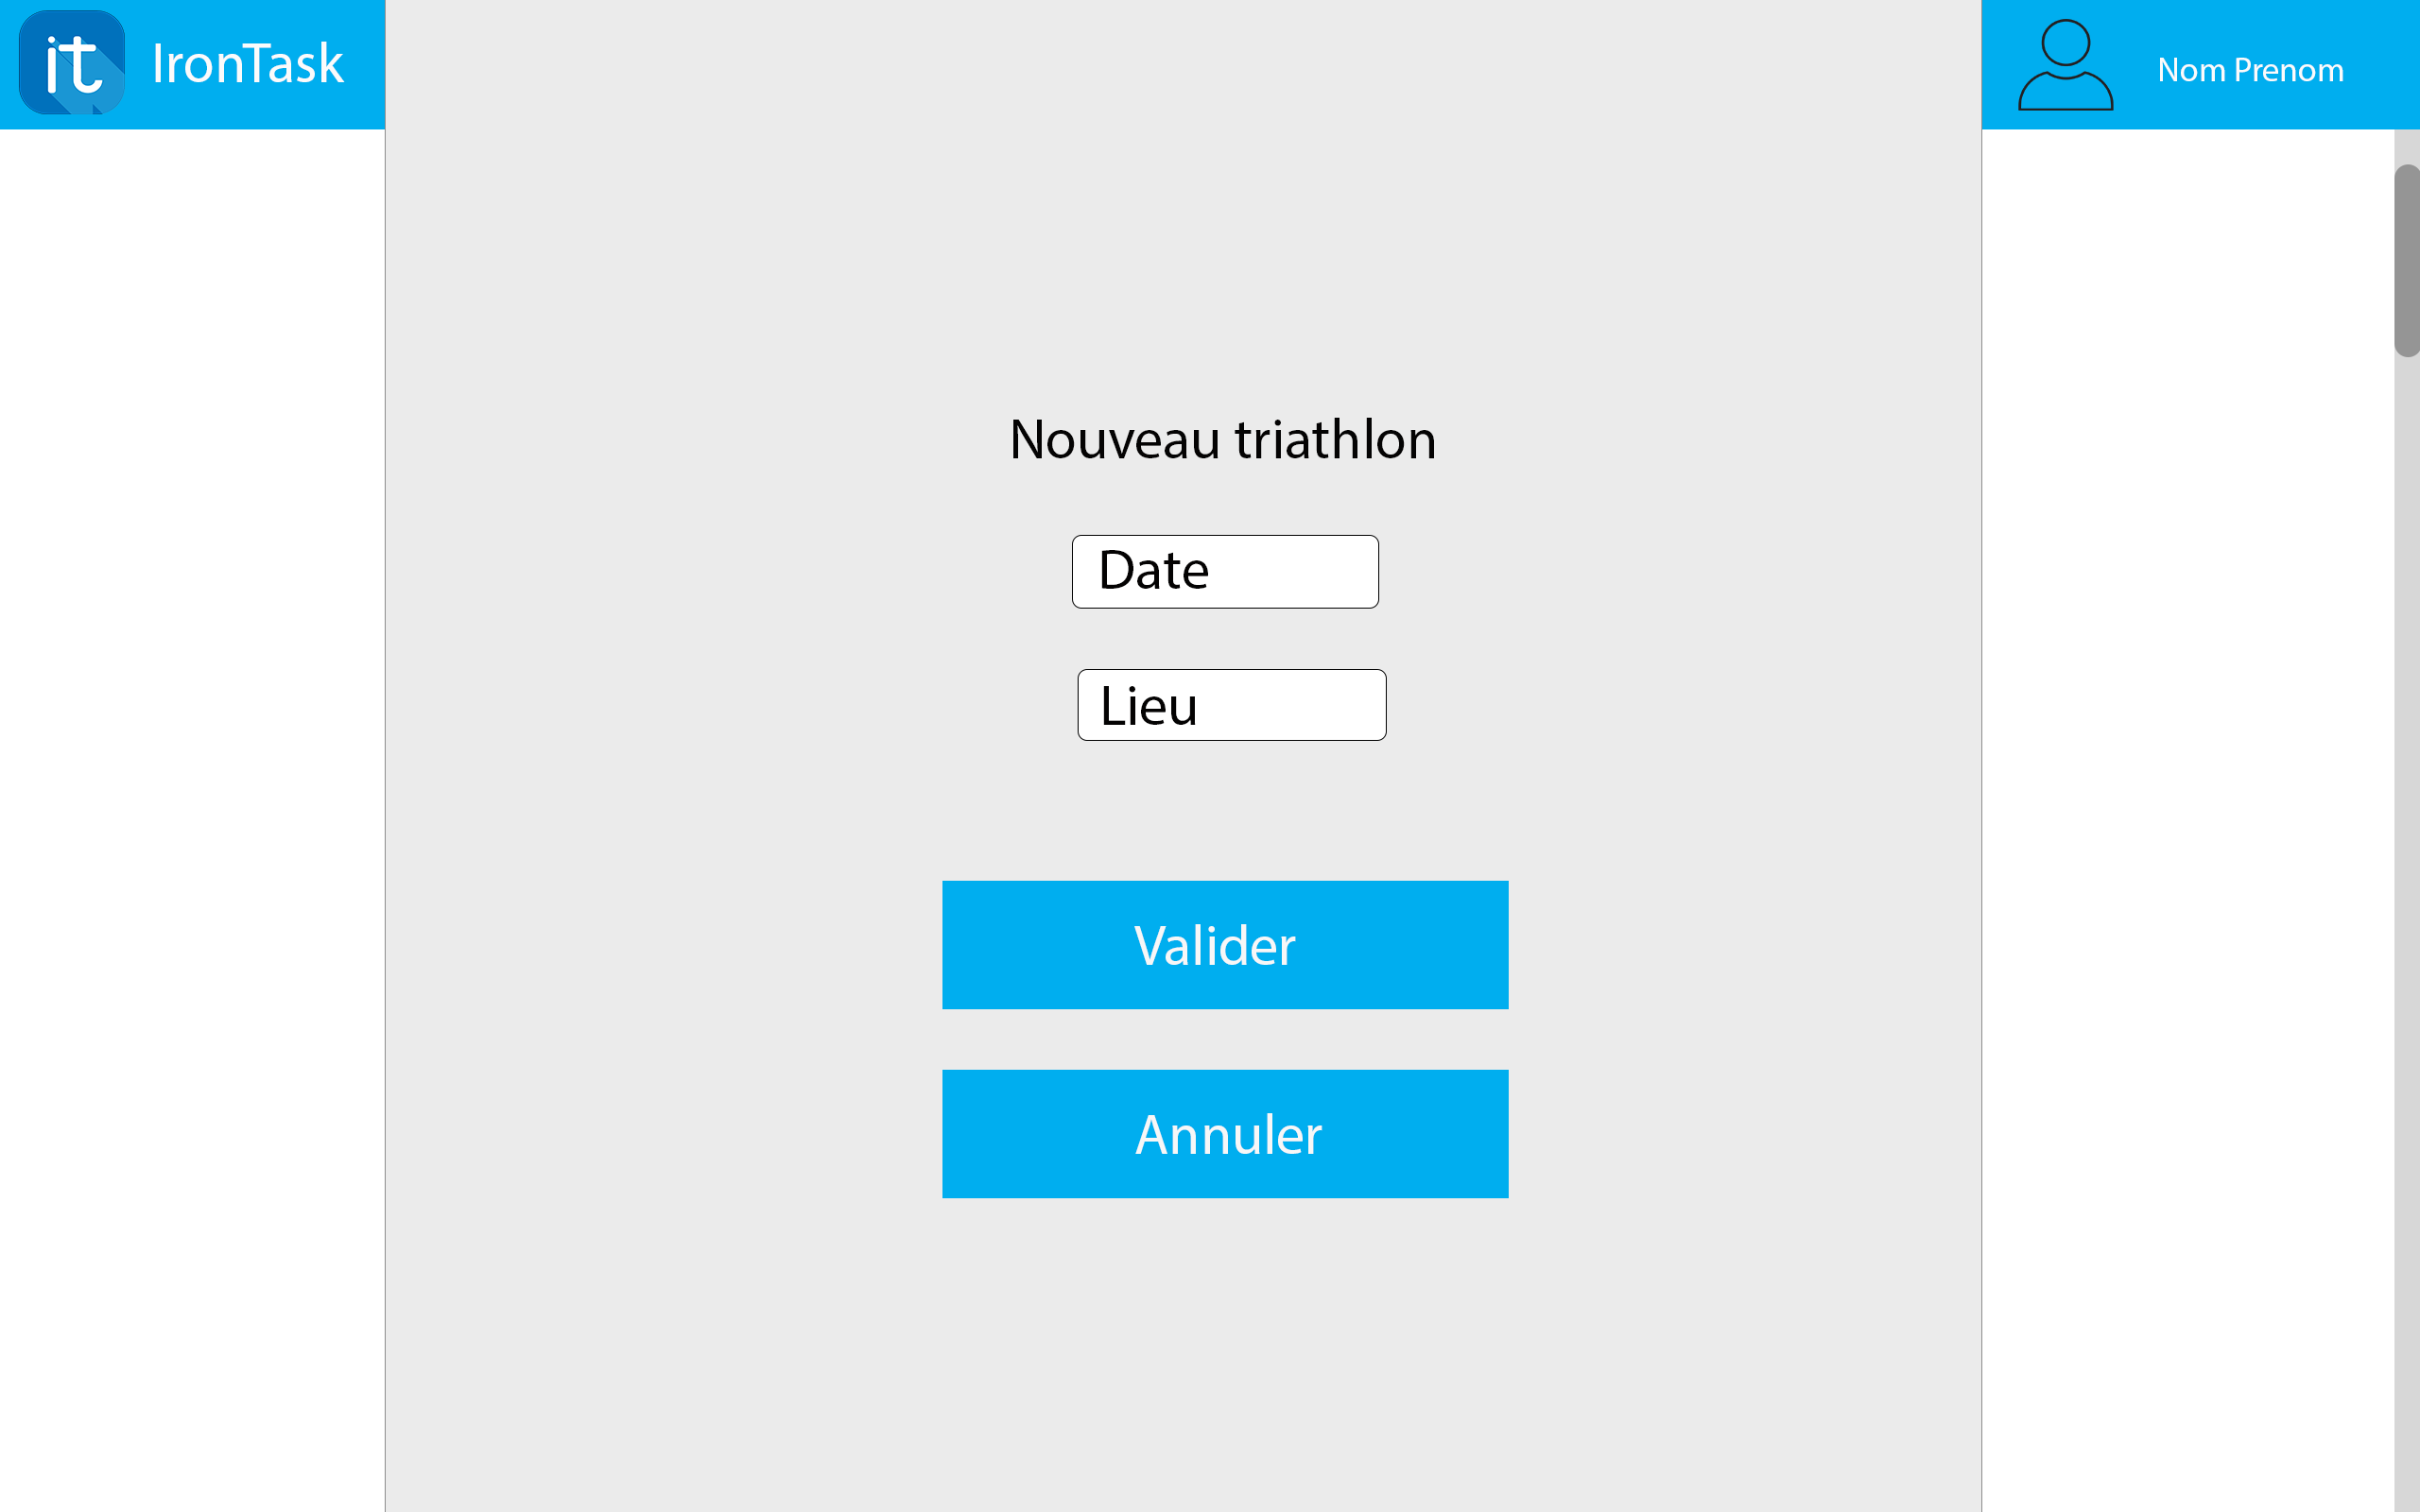 it IronTask
Nom Prenom
Nouveau triathlon
Date
Lieu
Valider
Annuler